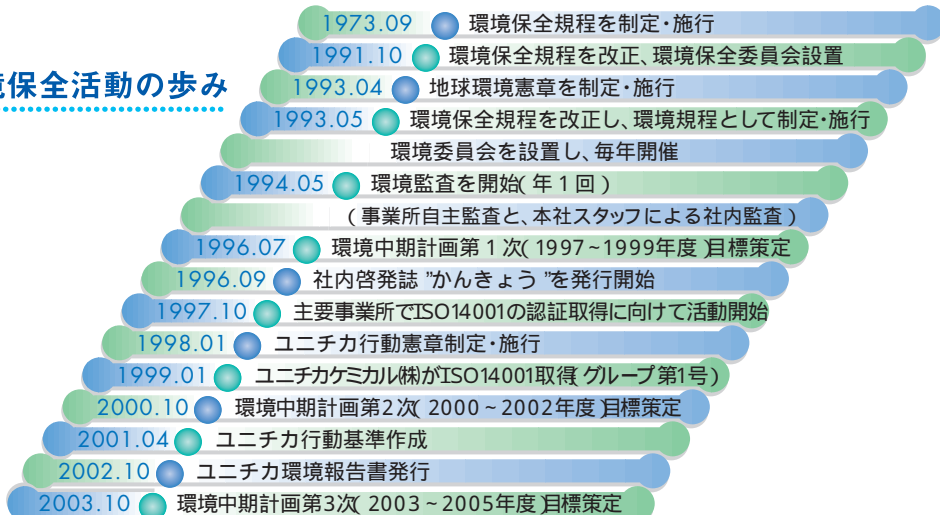 境保全活動の歩み
1973.09 環境保全規程を制定・施行
1991.10 環境保全規程を改正、環境保全委員会設置
1993.04 地球環境憲章を制定・施行
1993.05 環境保全規程を改正し、環境規程として制定・施行
環境委員会を設置し、毎年開催
1994.05 環境監査を開始(年1回)
(事業所自主監査と、本社スタッフによる社内監査)
1996.07 環境中期計画第1次(1997~1999年度)目標策定
1996.09 社内啓発誌"かんきょう"を発行開始
1997.10 主要事業所でISO14001の認証取得に向けて活動開始
1998.01 ユニチカ行動憲章制定・施行
1999.01 ユニチカケミカル(株)がISO14001取得(グループ第1号)
2000.10 環境中期計画第2次(2000~2002年度)目標策定
2001.04 ユニチカ行動基準作成
2002.10 ユニチカ環境報告書発行
2003.10 環境中期計画第3次(2003~2005年度)目標策定